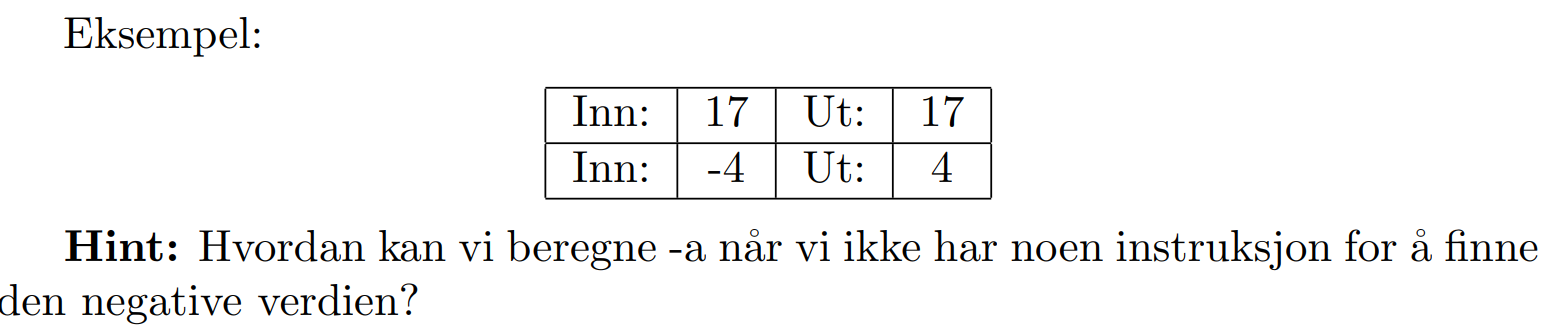 Eksempel:
Inn: 17 Ut: 17
Inn: -4 Ut: 4
Hint: Hvordan kan vi beregne -a når vi ikke har noen instruksjon for å finne
den negative verdien?